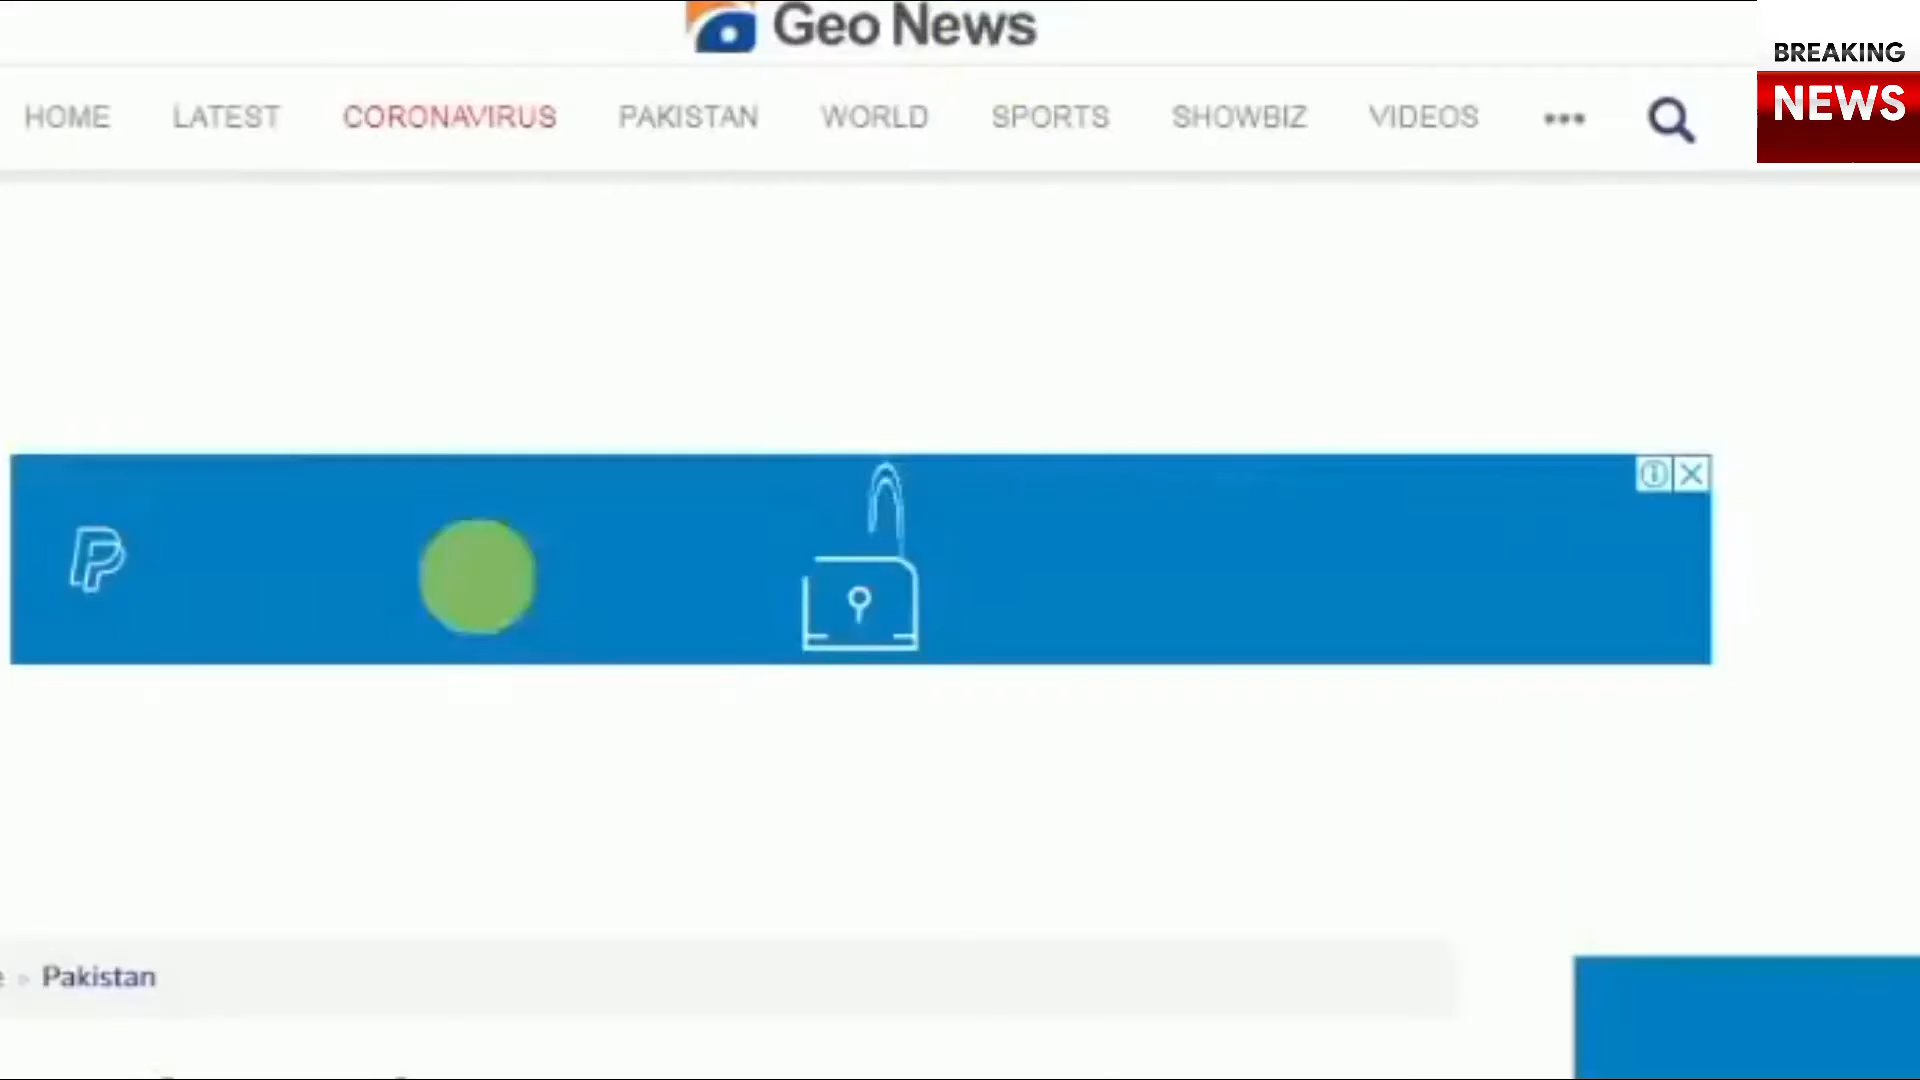 Geo News
BREAKING
NEWS
HOME LATEST CORONAVIRUS PAKISTAN WORLD SPORTS SHOWBIZ VIDEOS •••
> Pakistan